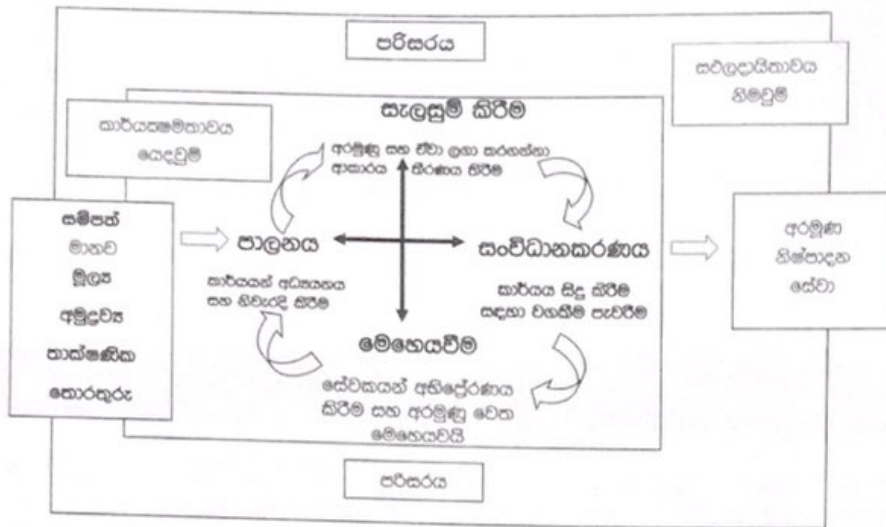 පරිසරය
සඵලදායිතාවය
නිමවුම්
සැලසුම් කිරීම
කාර්යක්ෂමතාවය
යෙදවුම්
අරමුණු සහ ඒවා ළගා කරගන්නා
ආකාරය තීරණය කිරීම
සම්පත්
මානව
මූල්‍ය
අමුද්‍රව්‍ය
තාක්ෂණික
තොරතුරු
පාලනය
සංවිධානකරණය
කාර්යයන් අධ්‍යයනය
සහ නිවැරදි කිරීම
කාර්යය සිදු කිරීම
සඳහා වගකීම් පැවරීම
අරමුණ
නිෂ්පාදන
සේවා
මෙහෙයවීම
සේවකයන් අභිප්‍රේරණය
කිරීම සහ අරමුණු වෙත
මෙහෙයවයි
පරිසරය